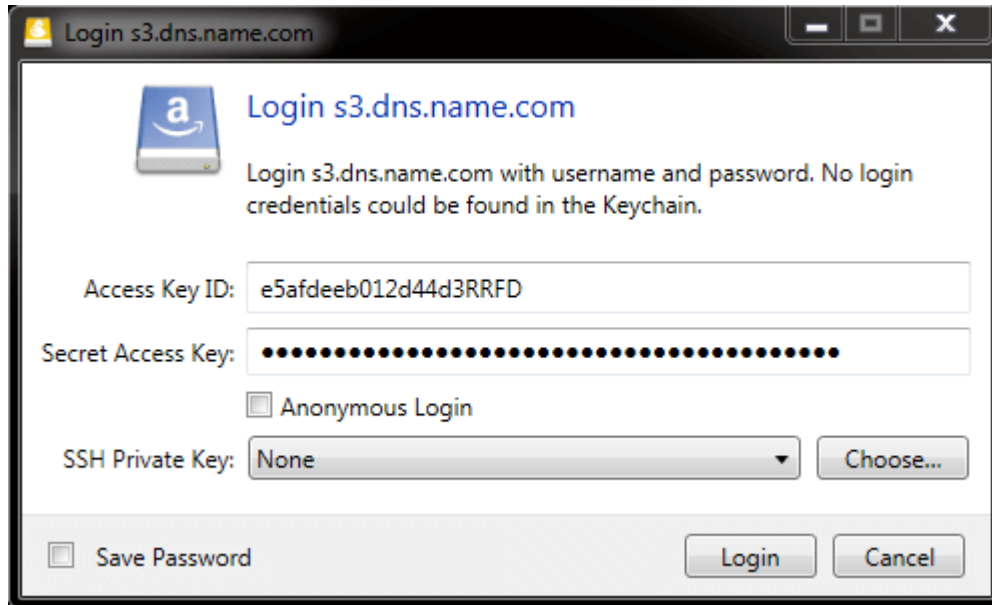 Login s3.dns.name.com
a
Login s3.dns.name.com
Login s3.dns.name.com with username and password. No login
credentials could be found in the Keychain.
Access Key ID: e5afdeeb012d44d3RRFD
Secret Access Key: ●●●●●●●●●●●●●●●●●●●●●●●●●●●●●●●●●●●●●●●●
Anonymous Login
SSH Private Key: None Choose...
Save Password Login Cancel